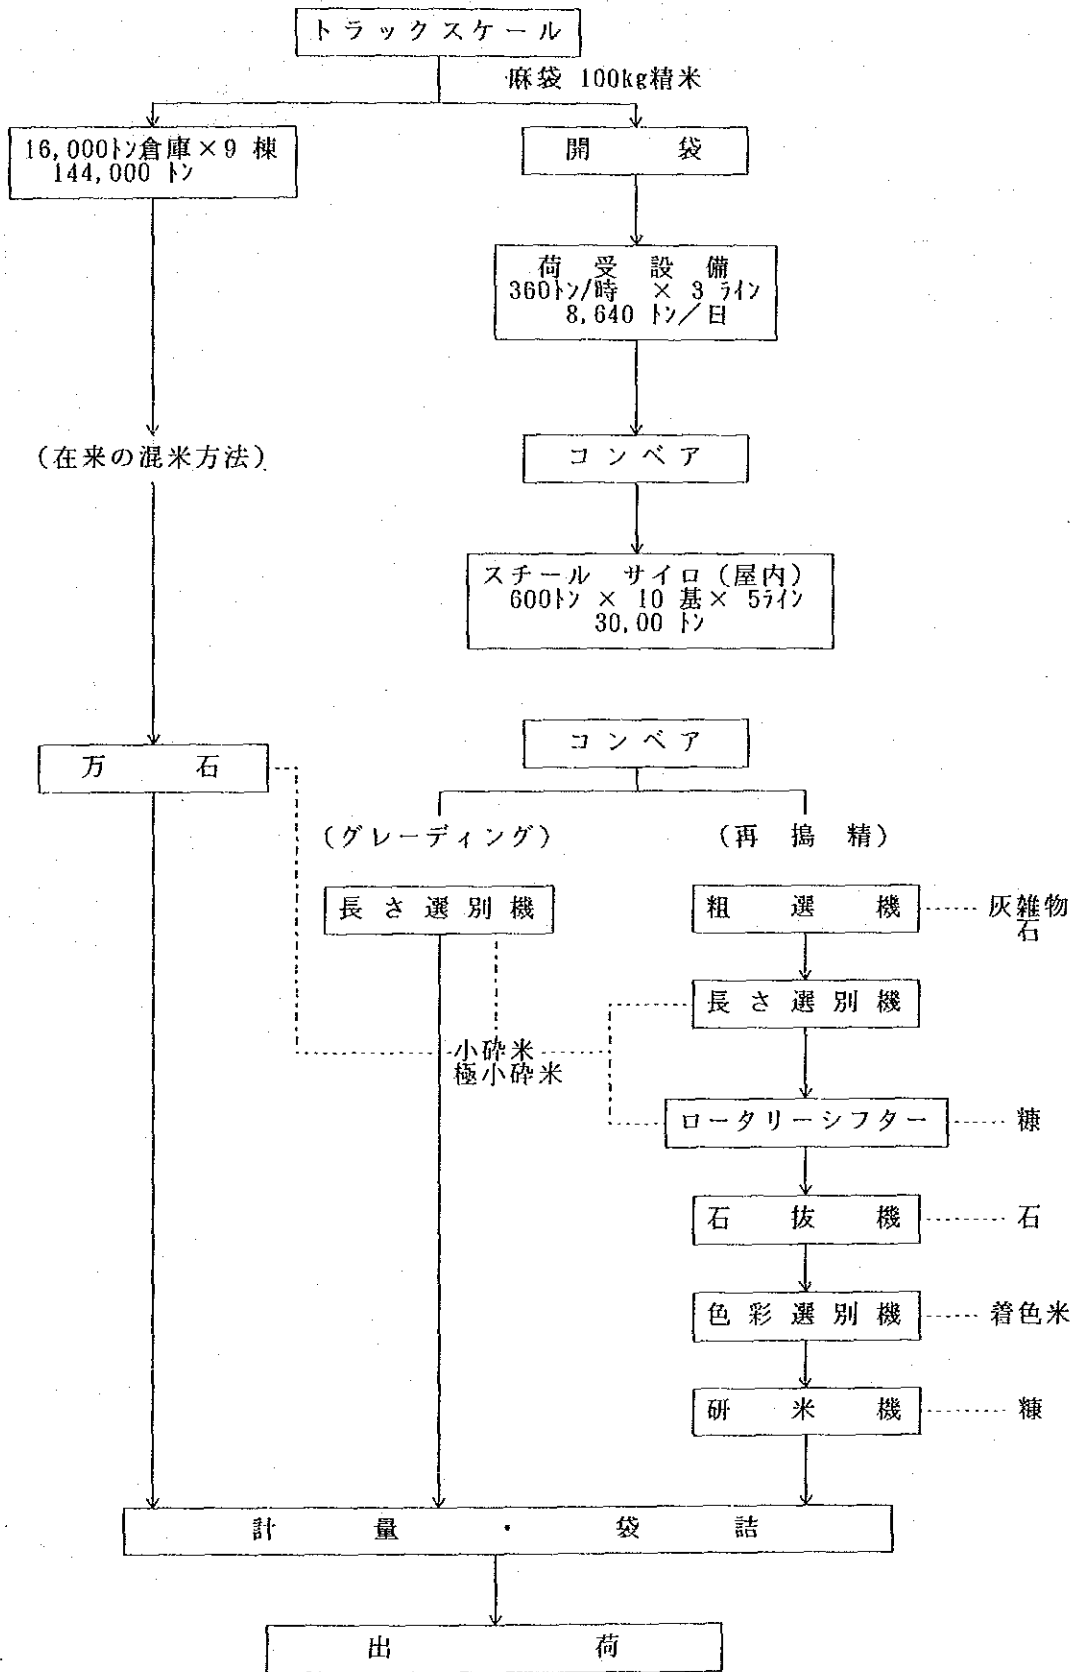 トラックスケール
麻袋 100kg精米
16,000トン倉庫×9 棟
144,000 トン
開 袋
荷 受 設 備
360トン/時 × 3 ライン
8,640 トン/日
(在来の混米方法)
コンベア
スチール サイロ(屋内)
600トン × 10 基× 5ライン
30,00 トン
コンベア
万 石
(グレーディング)
(再 搗 精)
長さ選別機
粗 選 機
灰雑物
石
長さ選別機
小砕米
極小砕米
ロータリーシフター
糠
石 抜 機
石
色彩選別機
着色米
研 米 機
糠
計 量 ・ 袋 詰
出 荷